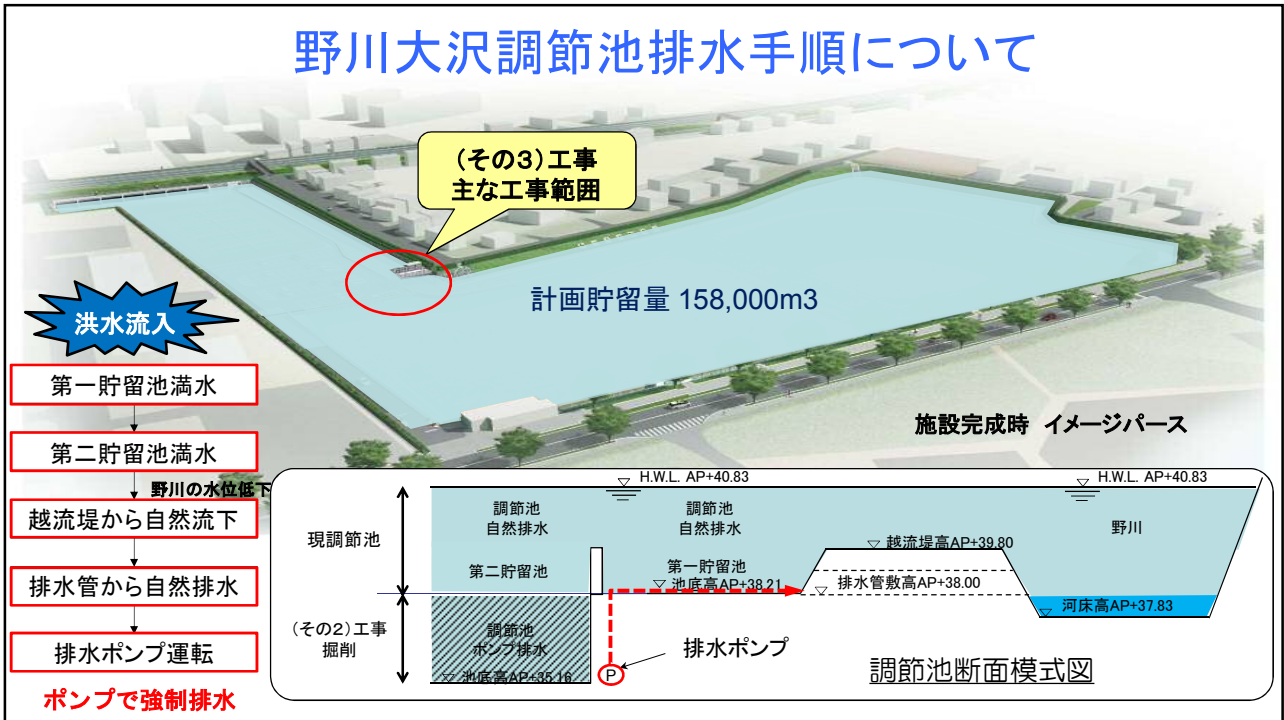 野川大沢調節池排水手順について
(その3)工事
主な工事範囲
計画貯留量 158,000m3
洪水流入
第一貯留池満水
第二貯留池満水
野川の水位低下
越流堤から自然流下
排水管から自然排水
排水ポンプ運転
ポンプで強制排水
施設完成時 イメージパース
H.W.L. AP+40.83
H.W.L. AP+40.83
現調節池
調節池
自然排水
調節池
自然排水
野川
越流堤高AP+39.80
第二貯留池
第一貯留池
池底高AP+38.21
排水管敷高AP+38.00
河床高AP+37.83
(その2)工事
掘削
調節池
ポンプ排水
池底高AP+35.16
P
排水ポンプ
調節池断面模式図